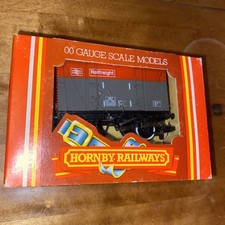 00 GAUGE SCALE MODELS
Railfreight
HORNBY RAILWAYS